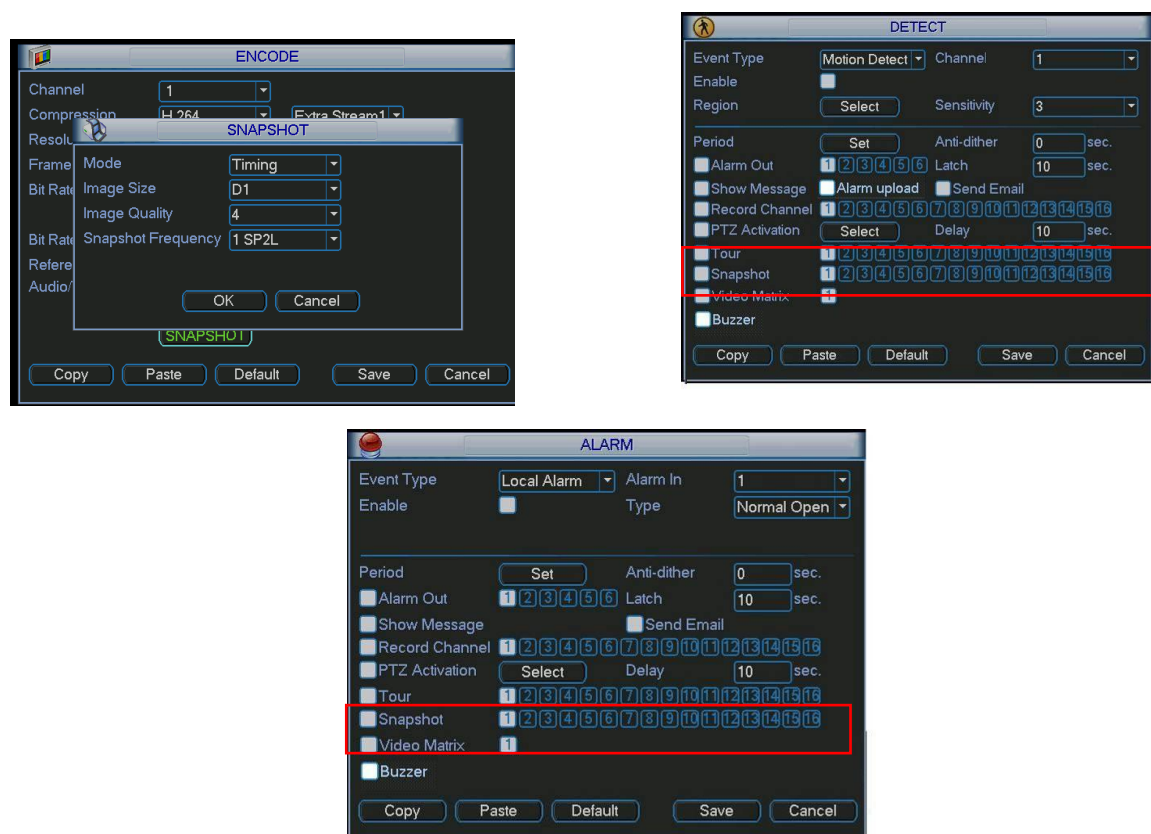 ENCODE
Channel 1
Compression H.264 Extra Stream1
SNAPSHOT
Mode Timing
Image Size D1
Image Quality 4
Snapshot Frequency 1 SP2L
OK Cancel
Frame
Bit Rate
Bit Rate
Audio/
SNAPSHOT
Copy Paste Default Save Cancel
DETECT
Event Type Motion Detect Channel 1
Enable
Region Select Sensitivity 3
Period Set Anti-dither 0 sec.
Alarm Out 1 2 3 4 5 6 Latch 10 sec.
Show Message Alarm upload Send Email
Record Channel 1 2 3 4 5 6 7 8 9 10 11 12 13 14 15 16
PTZ Activation Select Delay 10 sec.
Tour 1 2 3 4 5 6 7 8 9 10 11 12 13 14 15 16
Snapshot 1 2 3 4 5 6 7 8 9 10 11 12 13 14 15 16
Video Matrix 1
Buzzer
Copy Paste Default Save Cancel
ALARM
Event Type Local Alarm Alarm In 1
Enable Type Normal Open
Period Set Anti-dither 0 sec.
Alarm Out 1 2 3 4 5 6 Latch 10 sec.
Show Message Send Email
Record Channel 1 2 3 4 5 6 7 8 9 10 11 12 13 14 15 16
PTZ Activation Select Delay 10 sec.
Tour 1 2 3 4 5 6 7 8 9 10 11 12 13 14 15 16
Snapshot 1 2 3 4 5 6 7 8 9 10 11 12 13 14 15 16
Video Matrix 1
Buzzer
Copy Paste Default Save Cancel